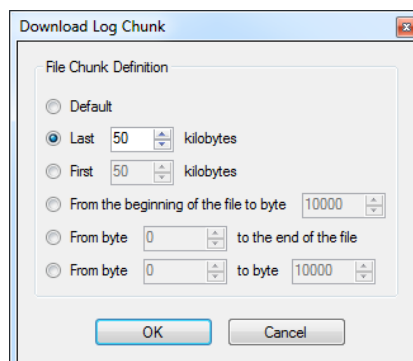 Download Log Chunk
File Chunk Definition
Default
Last 50 kilobytes
First 50 kilobytes
From the beginning of the file to byte 10000
From byte 0 to the end of the file
From byte 0 to byte 10000
OK Cancel